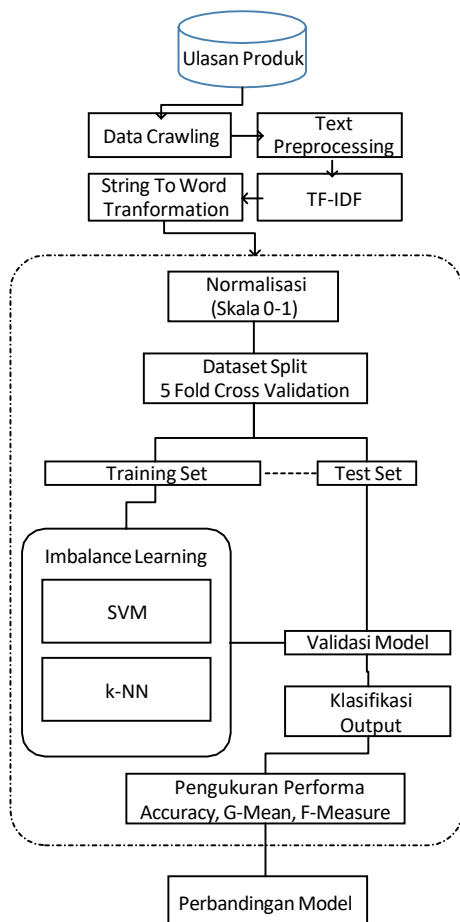 Ulasan Produk
Data Crawling
Text
Preprocessing
String To Word
Tranformation
TF-IDF
Normalisasi
(Skala 0-1)
Dataset Split
5 Fold Cross Validation
Training Set
Test Set
Imbalance Learning
SVM
k-NN
Validasi Model
Klasifikasi
Output
Pengukuran Performa
Accuracy, G-Mean, F-Measure
Perbandingan Model